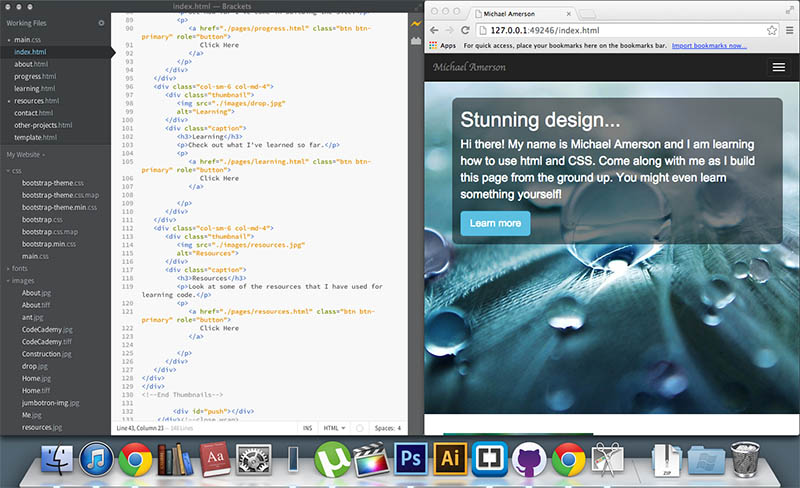 index.html — Brackets
Working Files
main.css
index.html
about.html
progress.html
learning.html
resources.html
contact.html
other-projects.html
template.html
My Website
css
bootstrap-theme.css
bootstrap-theme.css.map
bootstrap-theme.min.css
bootstrap.css
bootstrap.css.map
bootstrap.min.css
main.css
fonts
images
About.jpg
About.tiff
ant.jpg
CodeCademy.jpg
CodeCademy.tiff
Construction.jpg
drop.jpg
Home.jpg
Home.tiff
jumbotron-img.jpg
Me.jpg
resources.jpg
89 <p>
90 <a href="./pages/progress.html" class="btn btn-
primary" role="button">
91 Click Here
92 </a>
93 </p>
94 </div>
95 </div>
96 <div class="col-sm-6 col-md-4">
97 <div class="thumbnail">
98 <img src="./images/drop.jpg"
99 alt="Learning">
100 </div>
101 <div class="caption">
102 <h3>Learning</h3>
103 <p>Check out what I've learned so far.</p>
104 <p>
105 <a href="./pages/learning.html" class="btn btn-
primary" role="button">
106 Click Here
107 </a>
108
109 </p>
110 </div>
111 </div>
112 <div class="col-sm-6 col-md-4">
113 <div class="thumbnail">
114 <img src="./images/resources.jpg"
115 alt="Resources">
116 </div>
117 <div class="caption">
118 <h3>Resources</h3>
119 <p>Look at some of the resources that I have used for
learning code.</p>
120 <p>
121 <a href="./pages/resources.html" class="btn btn-
primary" role="button">
122 Click Here
123 </a>
124
125 </p>
126 </div>
127 </div>
128 </div>
129 </div>
130 <!--End Thumbnails-->
131
132 <div id="push"></div>
133 </div><!--close wrap-->
Line 43, Column 23 — 146 Lines
INS HTML Spaces: 4
Michael Amerson
127.0.0.1:49246/index.html
Apps For quick access, place your bookmarks here on the bookmarks bar. Import bookmarks now...
Michael Amerson
Stunning design...
Hi there! My name is Michael Amerson and I am learning
how to use html and CSS. Come along with me as I build
this page from the ground up. You might even learn
something yourself!
Learn more
Aa
µ
Ps
Ai
ZIP